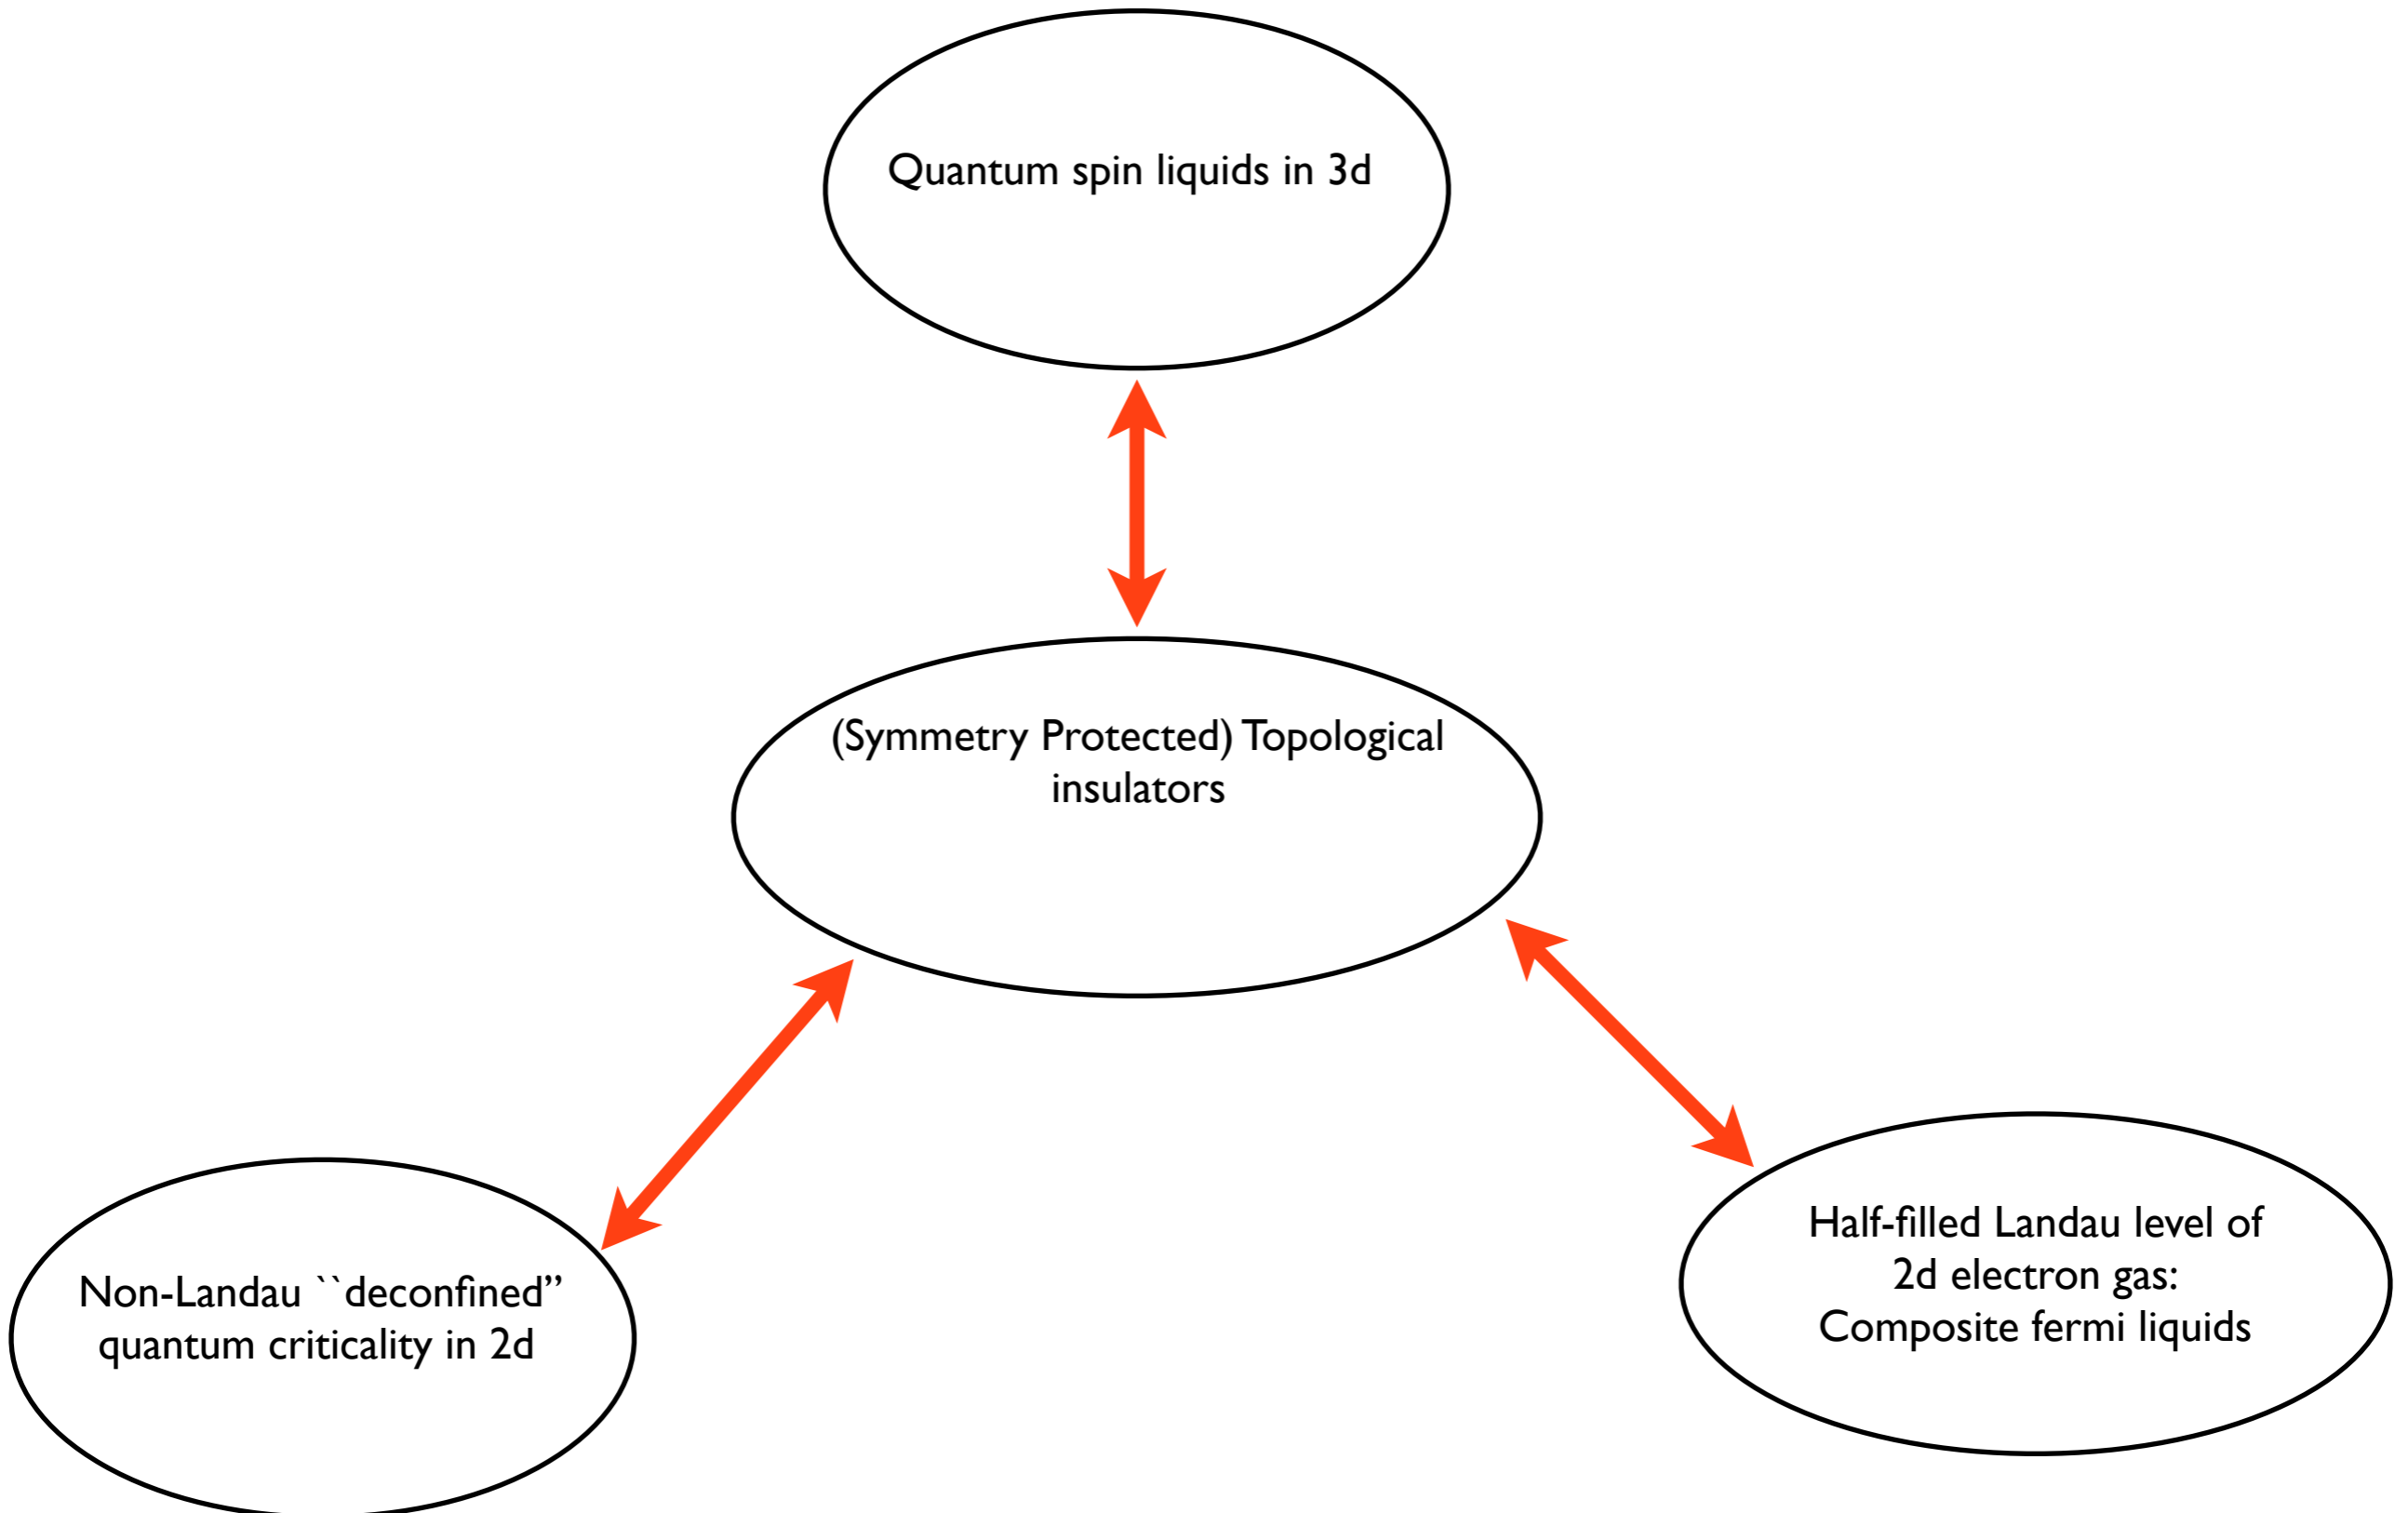 Quantum spin liquids in 3d
(Symmetry Protected) Topological
insulators
Non-Landau ``deconfined”
quantum criticality in 2d
Half-filled Landau level of
2d electron gas:
Composite fermi liquids